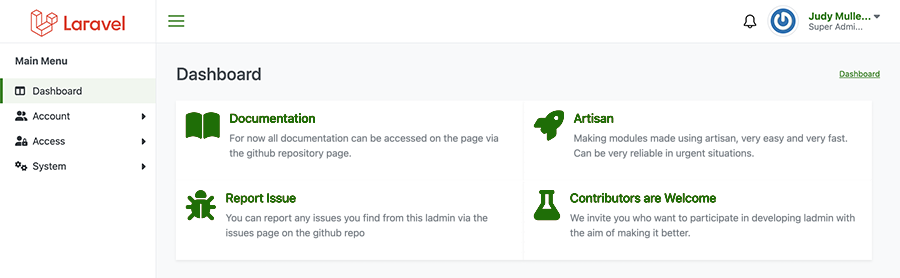 Laravel
Judy Mulle...
Super Admi...
Main Menu
Dashboard
Account
Access
System
Dashboard
Dashboard
Documentation
For now all documentation can be accessed on the page via
the github repository page.
Artisan
Making modules made using artisan, very easy and very fast.
Can be very reliable in urgent situations.
Report Issue
You can report any issues you find from this ladmin via the
issues page on the github repo
Contributors are Welcome
We invite you who want to participate in developing ladmin with
the aim of making it better.